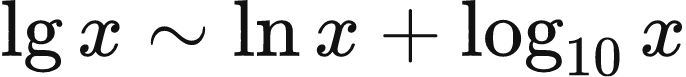 lg x ∼ ln x + log₁₀ x